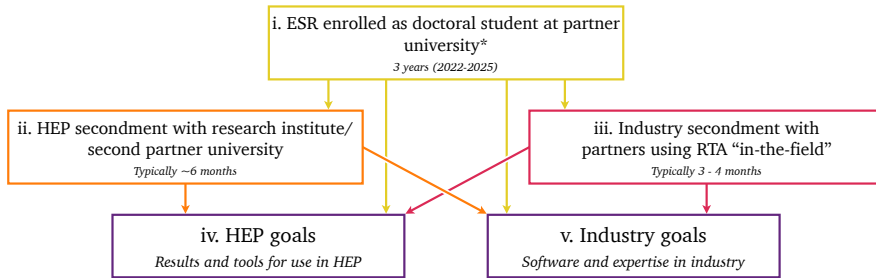 i. ESR enrolled as doctoral student at partner
university*
3 years (2022-2025)
ii. HEP secondment with research institute/
second partner university
Typically ~6 months
iii. Industry secondment with
partners using RTA “in-the-field”
Typically 3 - 4 months
iv. HEP goals
Results and tools for use in HEP
v. Industry goals
Software and expertise in industry